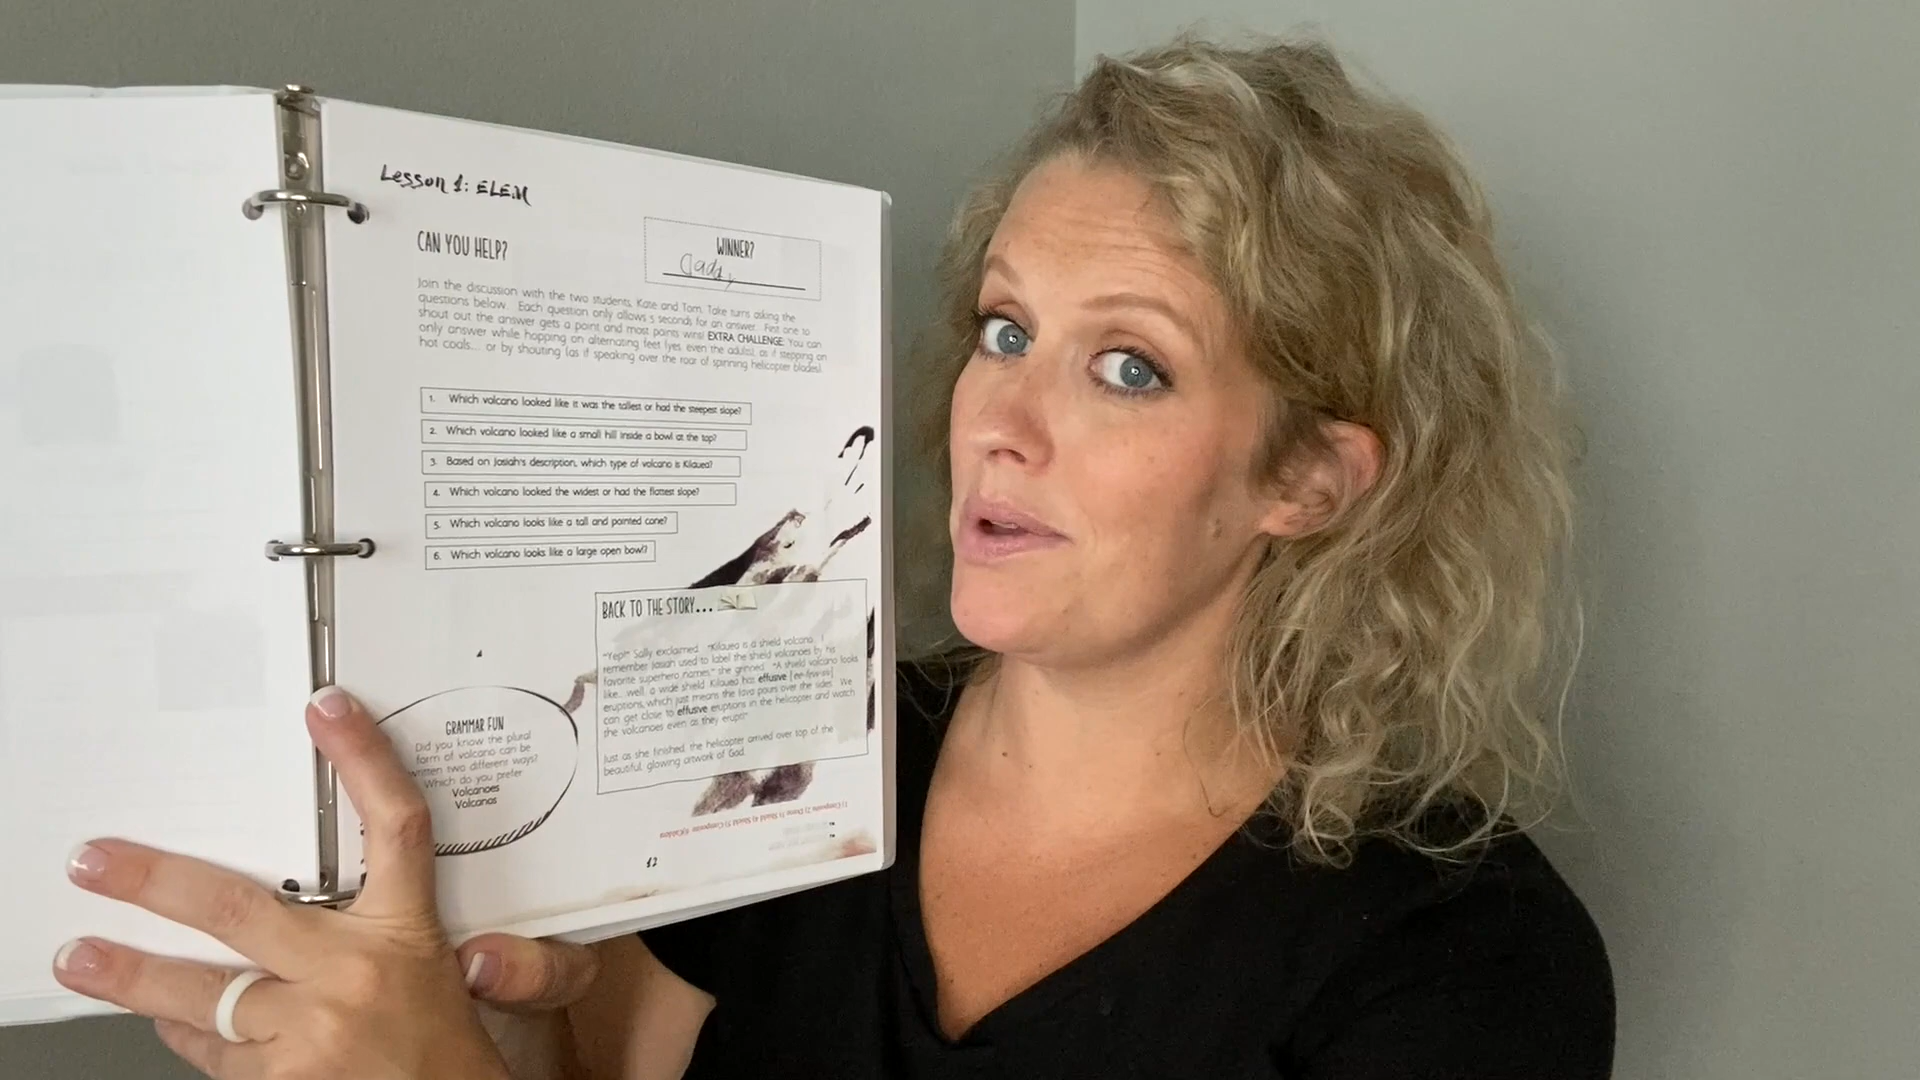 Lesson 1: ELEM
CAN YOU HELP?
WINNER?
Daddy
Join the discussion with the two students, Kate and Tom. Take turns asking the
questions below. Each question only allows 5 seconds for an answer. First one to
shout out the answer gets a point and most points wins! EXTRA CHALLENGE: You can
only answer while hopping on alternating feet (yes, even the adults), as if stepping on
hot coals... or by shouting (as if speaking over the roar of spinning helicopter blades).
1. Which volcano looked like it was the tallest or had the steepest slope?
2. Which volcano looked like a small hill inside a bowl at the top?
3. Based on Josiah's description, which type of volcano is Kilauea?
4. Which volcano looked the widest or had the flattest slope?
5. Which volcano looks like a tall and pointed cone?
6. Which volcano looks like a large open bowl?
BACK TO THE STORY...
"Yep!" Sally exclaimed. "Kilauea is a shield volcano. I
remember Josiah used to label the shield volcanoes by his
favorite superhero names," she grinned. "A shield volcano looks
like... well, a wide shield. Kilauea has effusive
eruptions, which just means the lava pours over the sides. We
can get close to effusive eruptions in the helicopter and watch
the volcanoes even as they erupt!"
Just as she finished, the helicopter arrived over top of the
beautiful, glowing artwork of God.
GRAMMAR FUN
Did you know the plural
form of volcano can be
written two different ways?
Which do you prefer
Volcanoes
Volcanos
1) Composite 2) Dome 3) Shield 4) Shield 5) Composite 6) Caldera
12